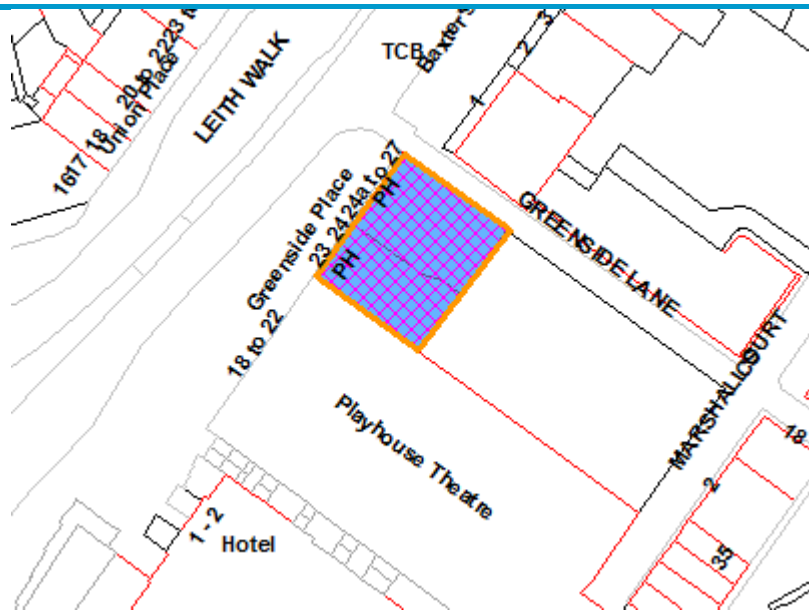 20 to 22
23 to
Union Place
1617 18
LEITH WALK
TCB
Baxter's
1
2
3
Greenside Place
23 24 24a to 27
PH
PH
18 to 22
GREENSIDE LANE
Playhouse Theatre
MARSHALL'S COURT
2
18
35
1 - 2
Hotel